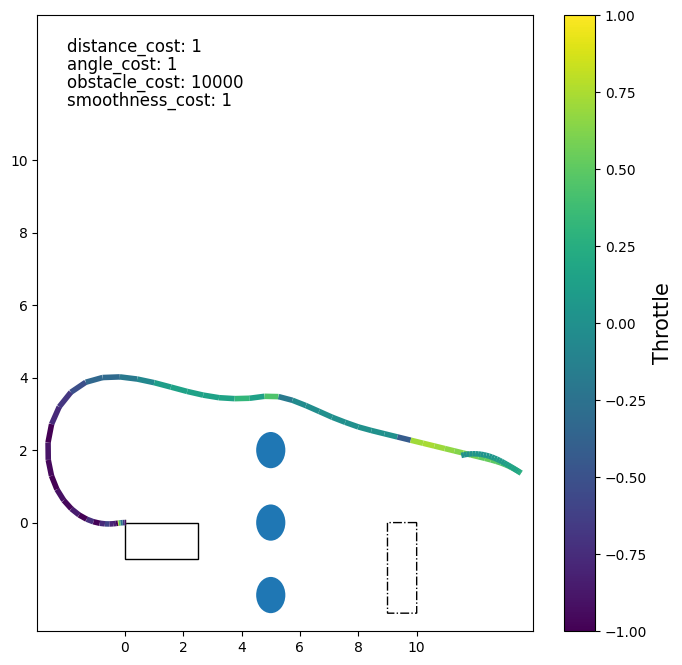 distance_cost: 1
angle_cost: 1
obstacle_cost: 10000
smoothness_cost: 1
10
8
6
4
2
0
0 2 4 6 8 10
1.00
0.75
0.50
0.25
0.00
−0.25
−0.50
−0.75
−1.00
Throttle